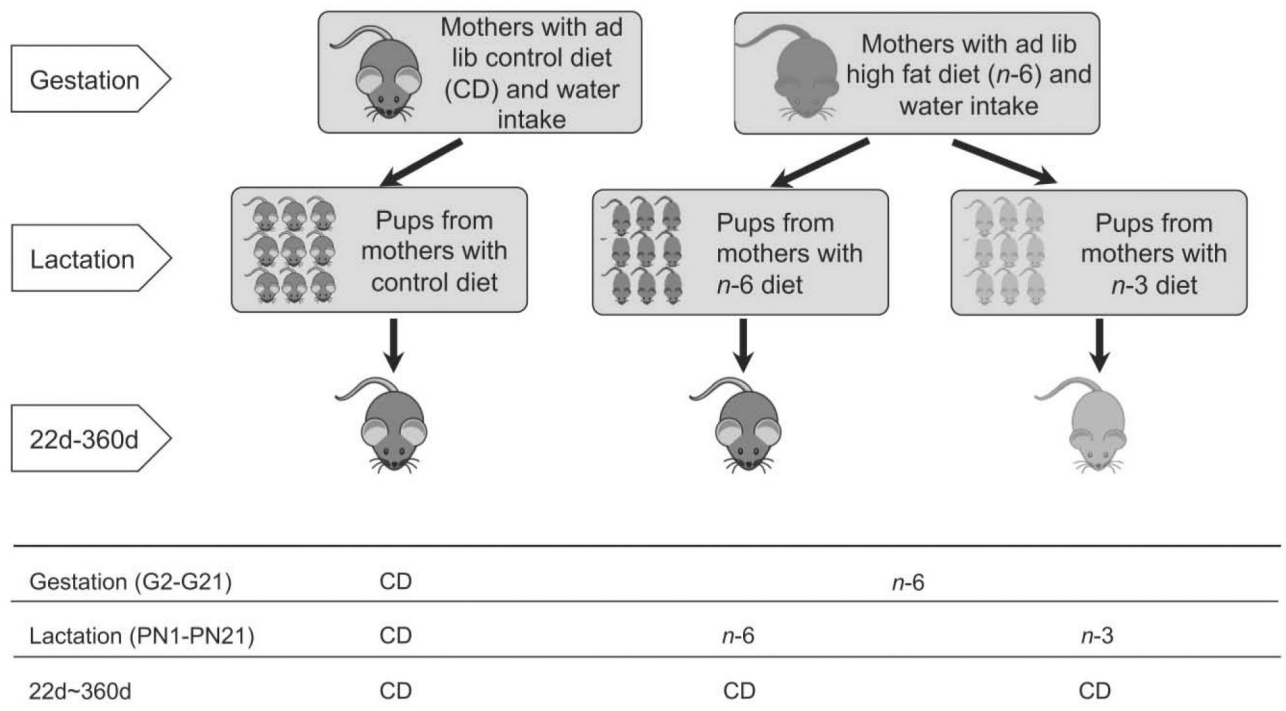 Gestation
Mothers with ad
lib control diet
(CD) and water
intake
Mothers with ad lib
high fat diet (n-6) and
water intake
Lactation
Pups from
mothers with
control diet
Pups from
mothers with
n-6 diet
Pups from
mothers with
n-3 diet
22d-360d
Gestation (G2-G21) CD n-6
Lactation (PN1-PN21) CD n-6 n-3
22d~360d CD CD CD